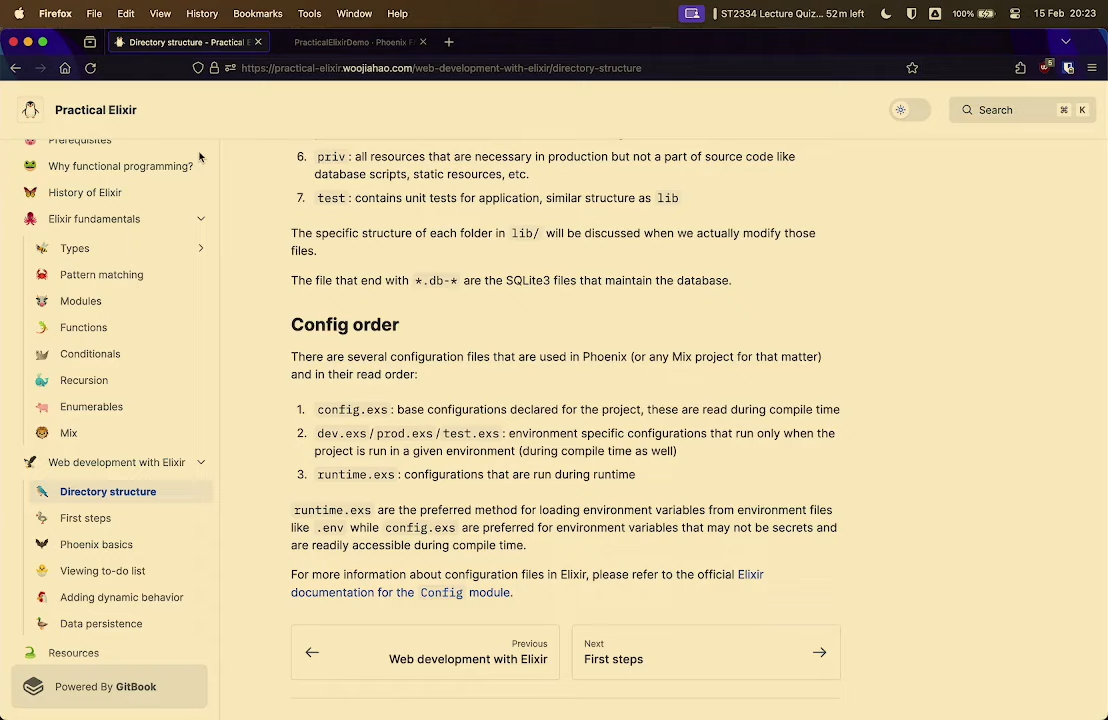 Firefox File Edit View History Bookmarks Tools Window Help
ST2334 Lecture Quiz... 52 m left 100% 15 Feb 20:23
Directory structure - Practical E
PracticalElixirDemo · Phoenix F
https://practical-elixir.woojiahao.com/web-development-with-elixir/directory-structure
5
Practical Elixir
Search ⌘ K
Prerequisites
Why functional programming?
History of Elixir
Elixir fundamentals
Types
Pattern matching
Modules
Functions
Conditionals
Recursion
Enumerables
Mix
Web development with Elixir
Directory structure
First steps
Phoenix basics
Viewing to-do list
Adding dynamic behavior
Data persistence
Resources
Powered By GitBook
6. priv: all resources that are necessary in production but not a part of source code like
database scripts, static resources, etc.
7. test: contains unit tests for application, similar structure as lib
The specific structure of each folder in lib/ will be discussed when we actually modify those
files.
The file that end with *.db-* are the SQLite3 files that maintain the database.
Config order
There are several configuration files that are used in Phoenix (or any Mix project for that matter)
and in their read order:
1. config.exs: base configurations declared for the project, these are read during compile time
2. dev.exs/prod.exs/test.exs: environment specific configurations that run only when the
project is run in a given environment (during compile time as well)
3. runtime.exs: configurations that are run during runtime
runtime.exs are the preferred method for loading environment variables from environment files
like .env while config.exs are preferred for environment variables that may not be secrets and
are readily accessible during compile time.
For more information about configuration files in Elixir, please refer to the official Elixir
documentation for the Config module.
Previous
Web development with Elixir
Next
First steps